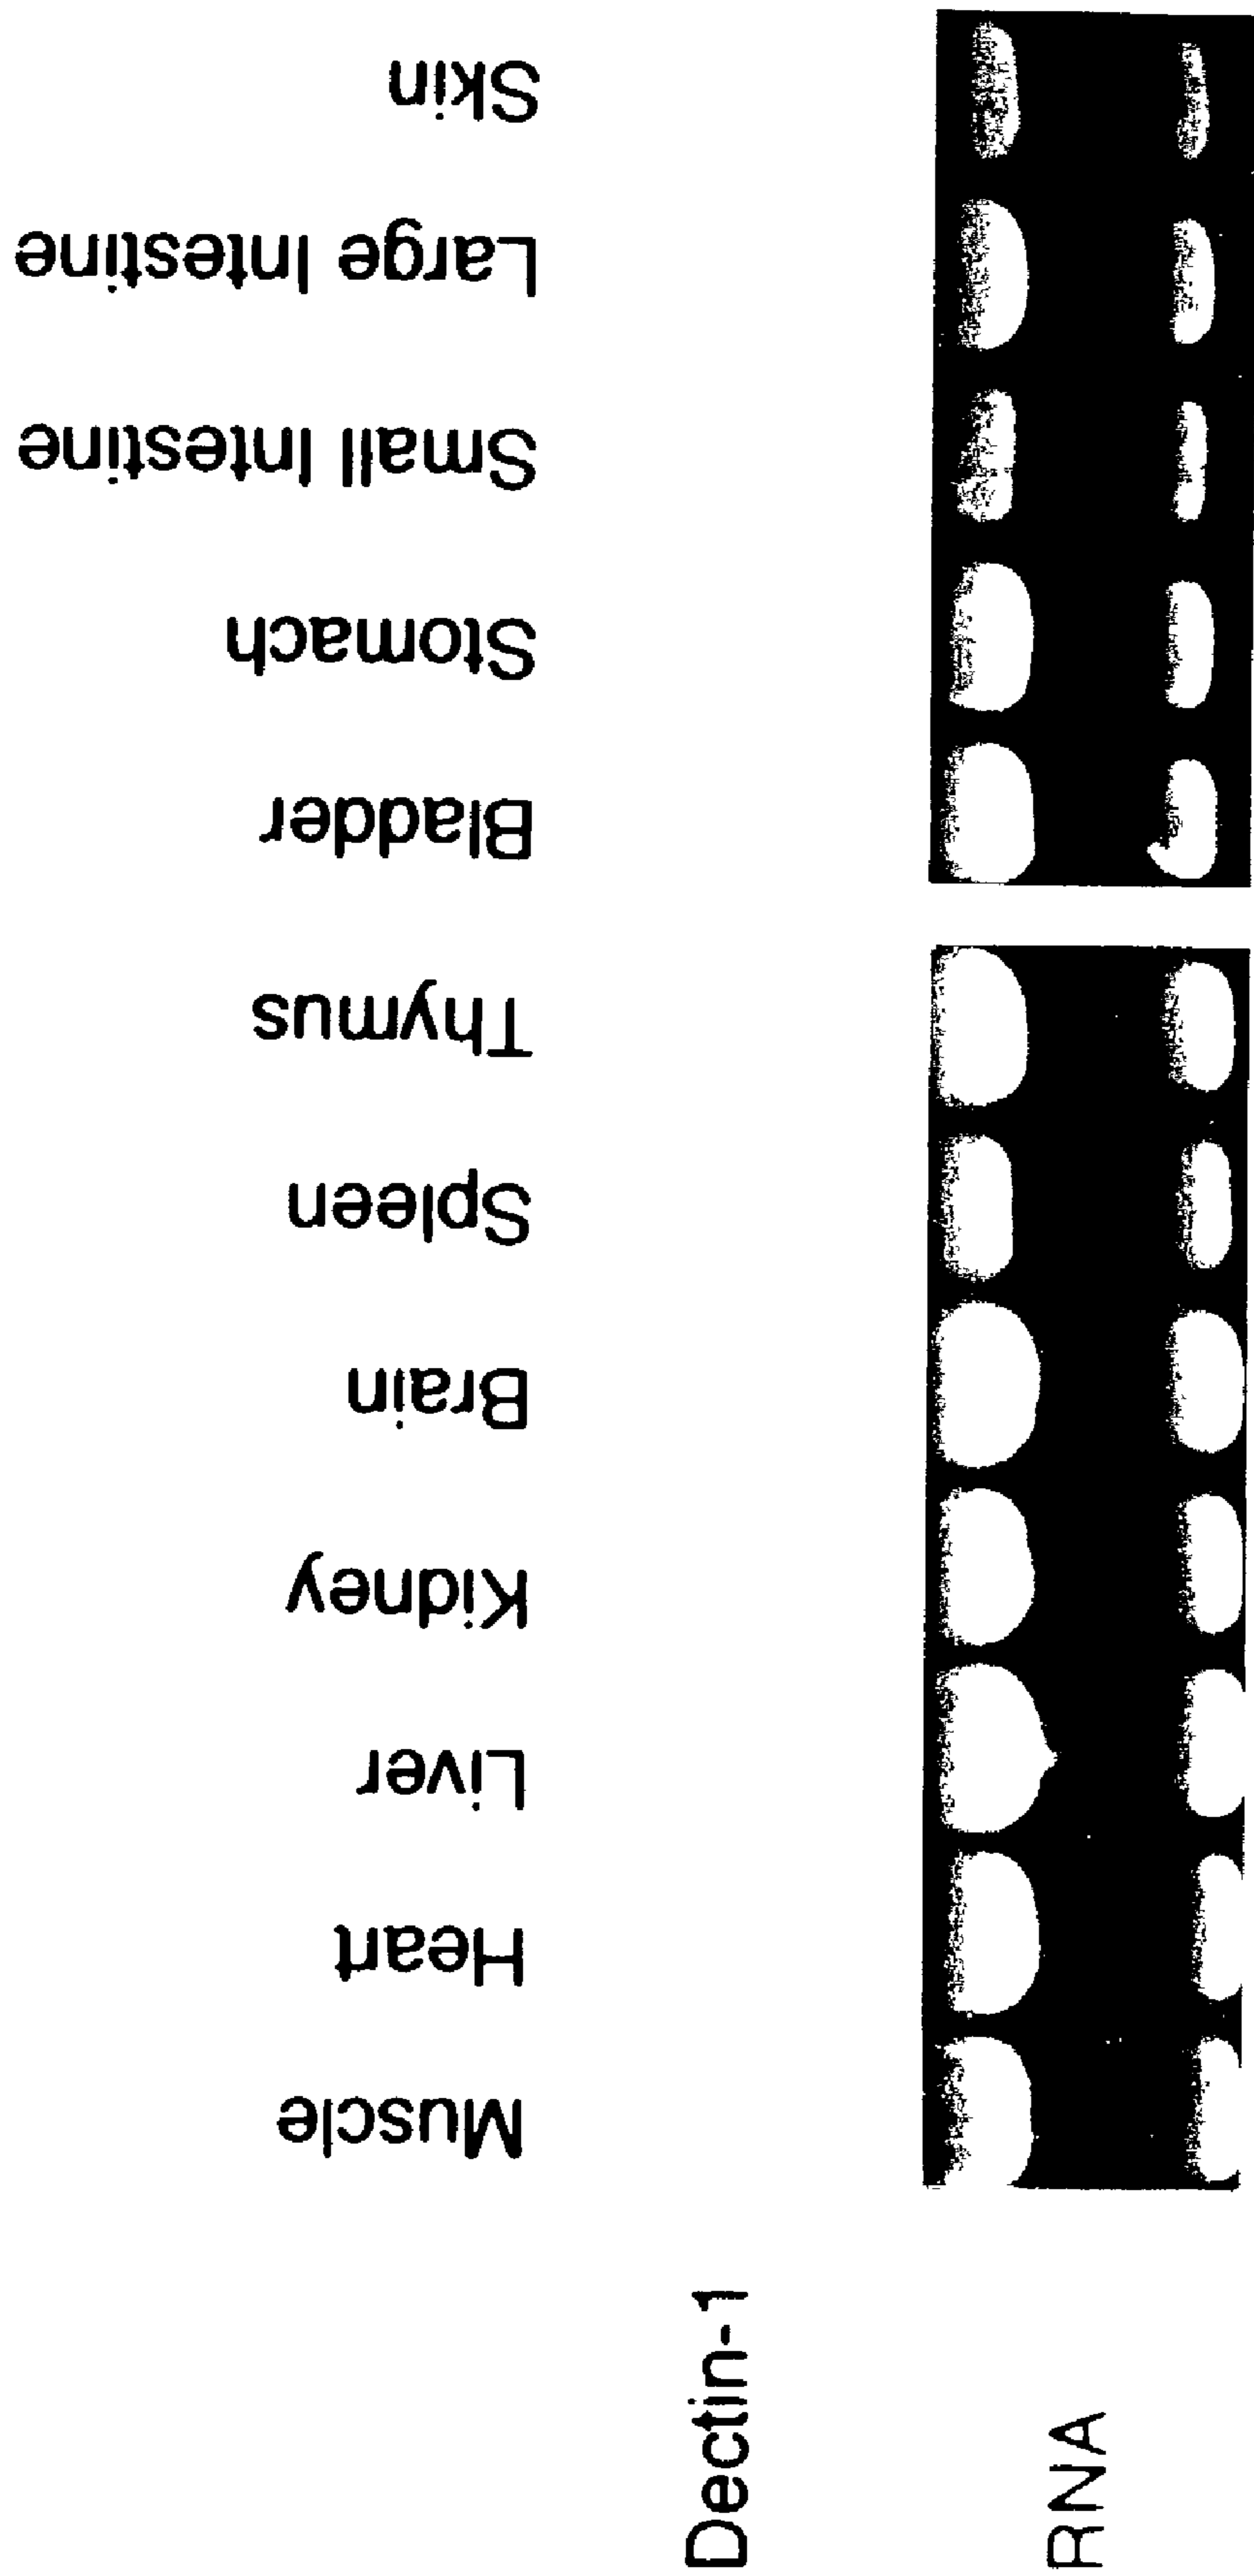 Muscle
Heart
Liver
Kidney
Brain
Spleen
Thymus
Bladder
Stomach
Small Intestine
Large Intestine
Skin
Dectin-1
RNA